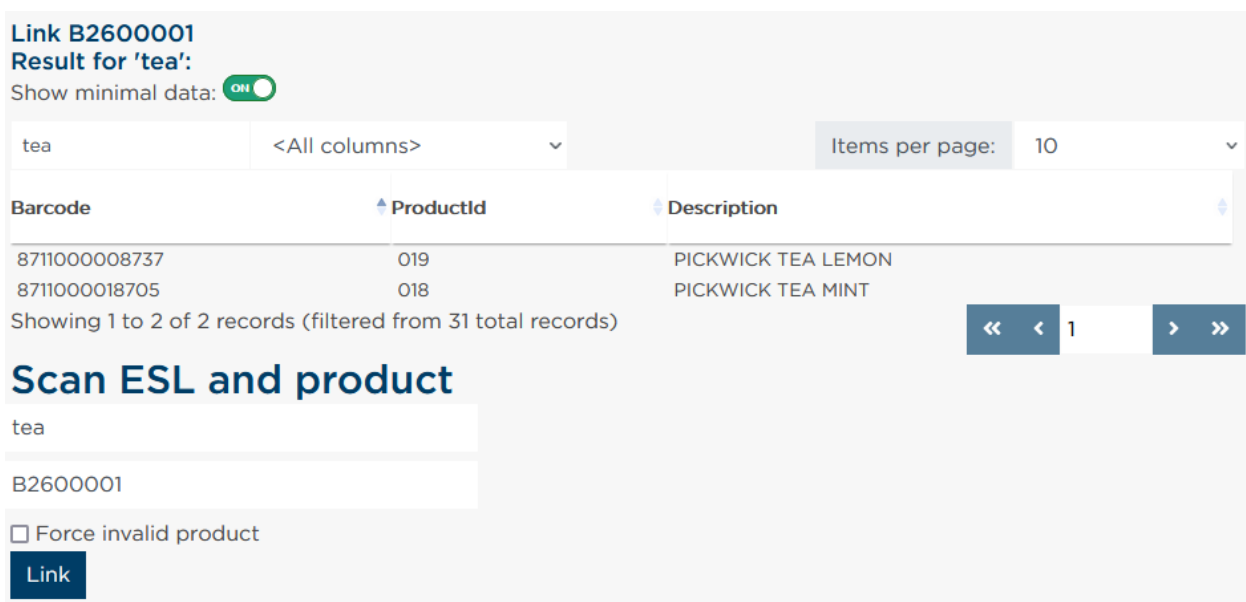 Link B2600001
Result for 'tea':
Show minimal data: ON
tea <All columns> Items per page: 10
Barcode ProductId Description
8711000008737 019 PICKWICK TEA LEMON
8711000018705 018 PICKWICK TEA MINT
Showing 1 to 2 of 2 records (filtered from 31 total records)
« ‹ 1 › »
Scan ESL and product
tea
B2600001
Force invalid product
Link